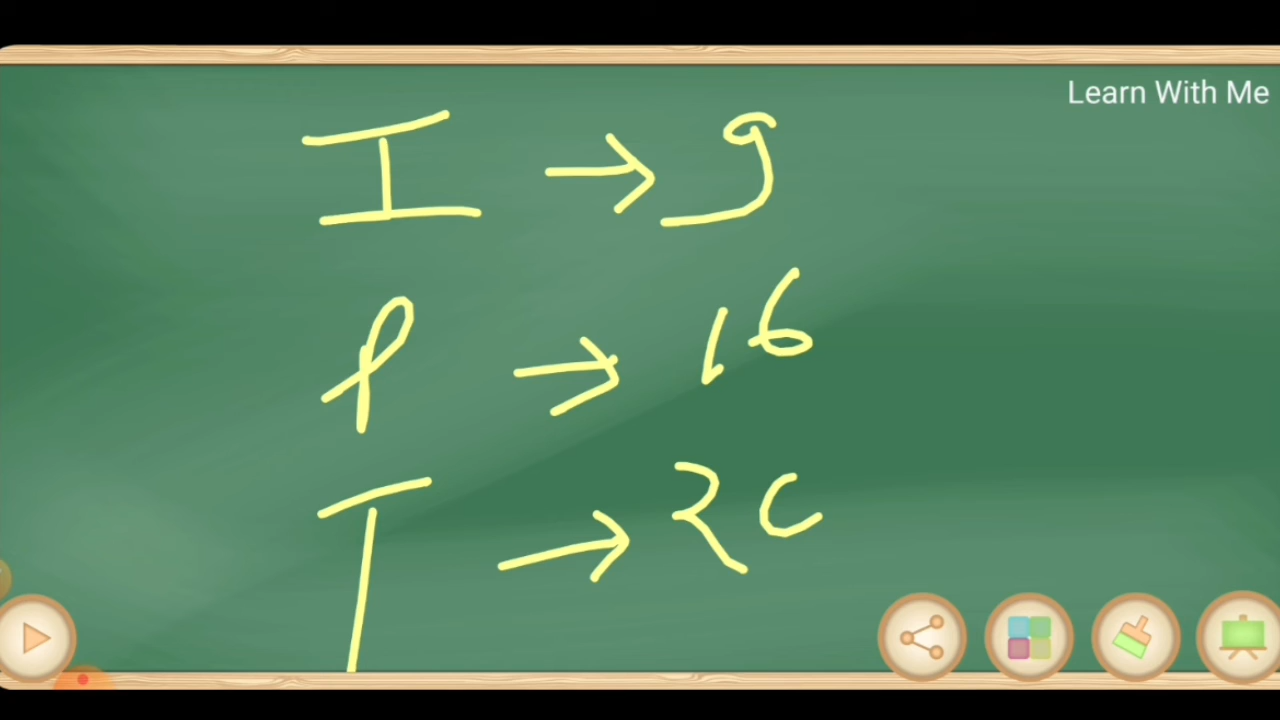 Learn With Me
I → 9
P → 16
T → 20